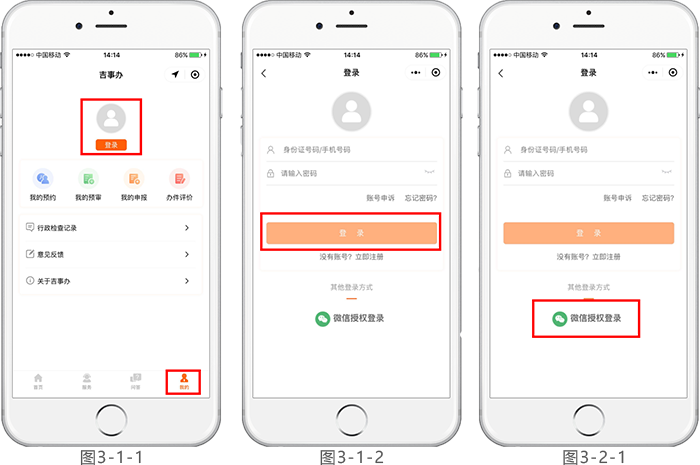 ●●●●○ 中国移动 14:14 86%
吉事办
登录
我的预约 我的预审 我的申报 办件评价
行政检查记录
意见反馈
关于吉事办
首页 服务 问答 我的
图3-1-1
●●●●○ 中国移动 14:14 86%
登录
身份证号码/手机号码
请输入密码
账号申诉 忘记密码?
登 录
没有账号? 立即注册
其他登录方式
微信授权登录
图3-1-2
●●●●○ 中国移动 14:14 86%
登录
身份证号码/手机号码
请输入密码
账号申诉 忘记密码?
登 录
没有账号? 立即注册
其他登录方式
微信授权登录
图3-2-1